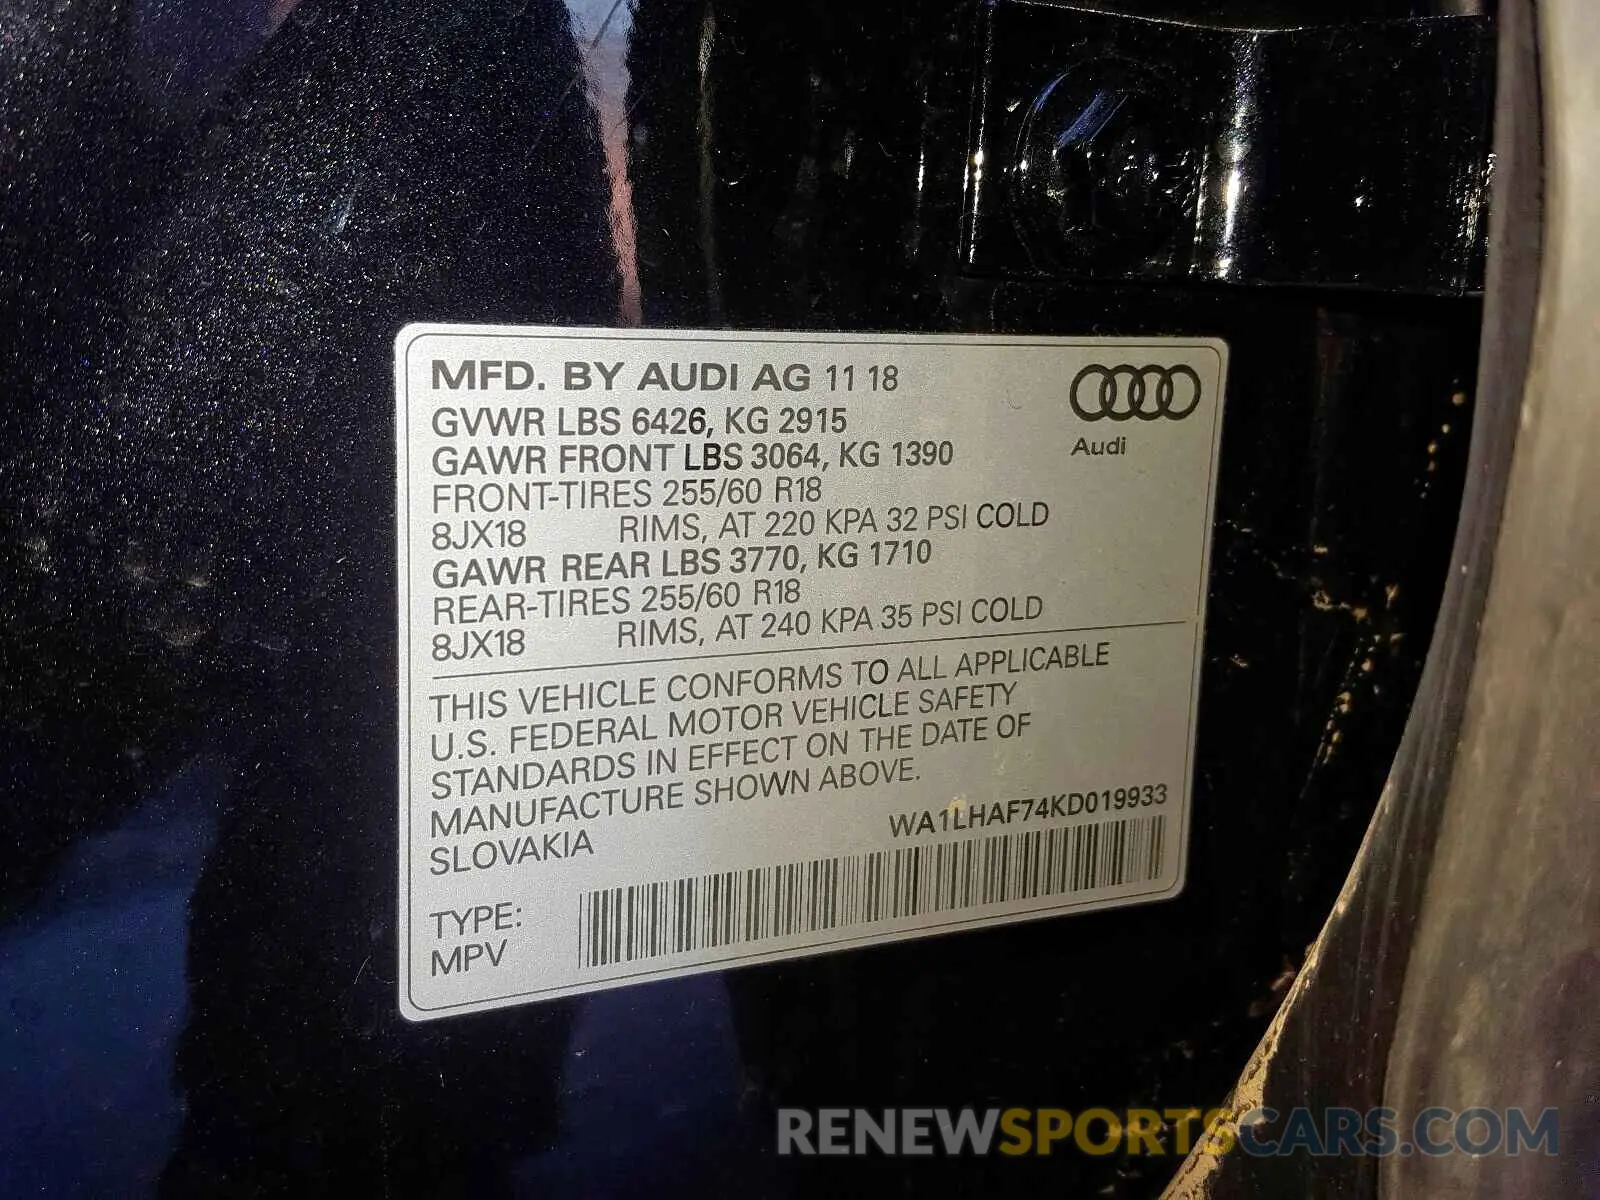 MFD. BY AUDI AG 11 18
Audi
GVWR LBS 6426, KG 2915
GAWR FRONT LBS 3064, KG 1390
FRONT-TIRES 255/60 R18
8JX18 RIMS, AT 220 KPA 32 PSI COLD
GAWR REAR LBS 3770, KG 1710
REAR-TIRES 255/60 R18
8JX18 RIMS, AT 240 KPA 35 PSI COLD
THIS VEHICLE CONFORMS TO ALL APPLICABLE
U.S. FEDERAL MOTOR VEHICLE SAFETY
STANDARDS IN EFFECT ON THE DATE OF
MANUFACTURE SHOWN ABOVE.
SLOVAKIA
WA1LHAF74KD019933
TYPE:
MPV
RENEWSPORTSCARS.COM